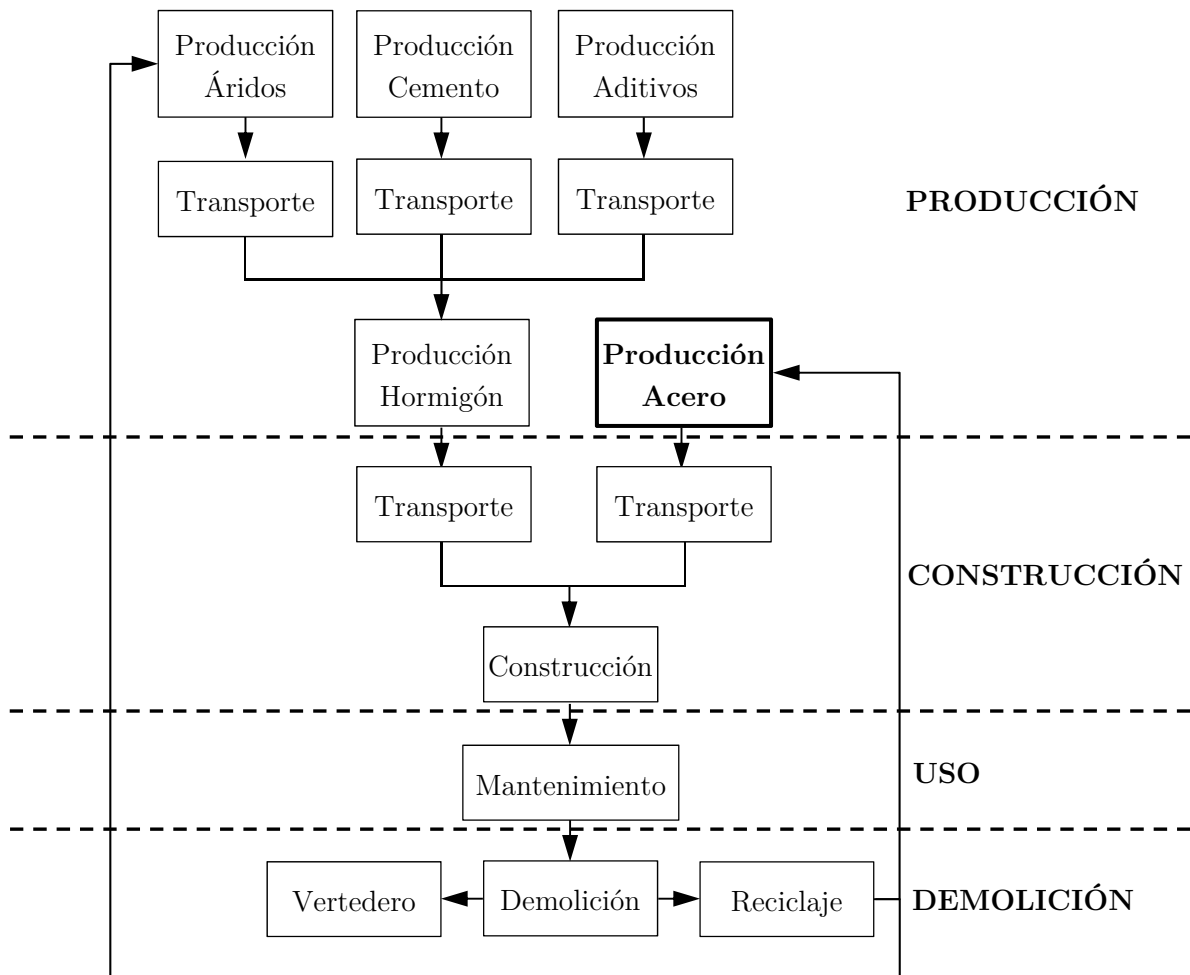 Producción
Áridos
Producción
Cemento
Producción
Aditivos
Transporte
Transporte
Transporte
PRODUCCIÓN
Producción
Hormigón
Producción
Acero
Transporte
Transporte
CONSTRUCCIÓN
Construcción
Mantenimiento
USO
Vertedero
Demolición
Reciclaje
DEMOLICIÓN